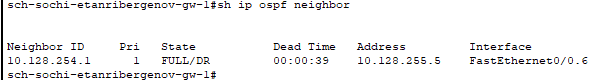 sch-sochi-etanribergenov-gw-1#sh ip ospf neighbor
Neighbor ID     Pri   State           Dead Time   Address         Interface
10.128.254.1      1   FULL/DR         00:00:39    10.128.255.5    FastEthernet0/0.6
sch-sochi-etanribergenov-gw-1#